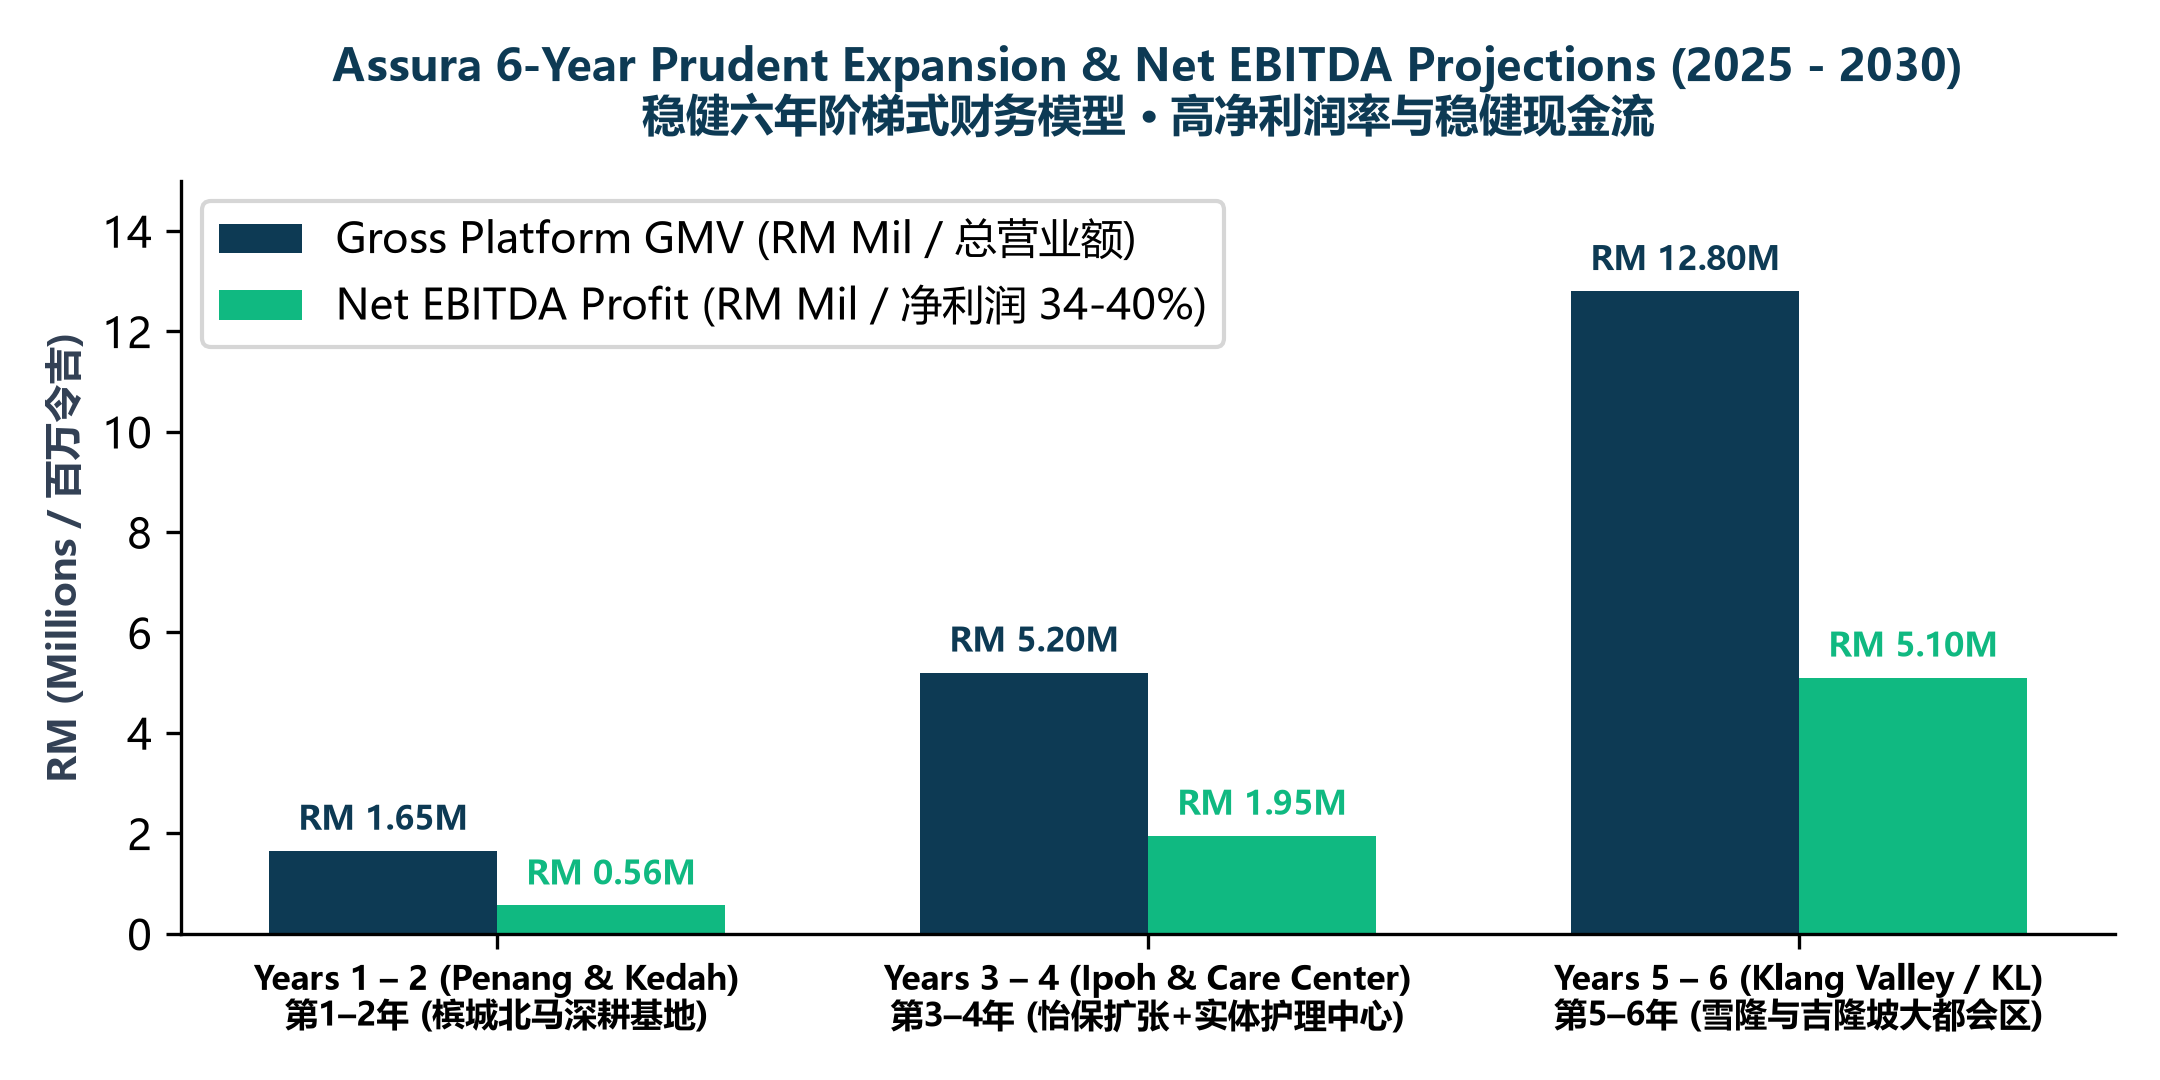 Assura 6-Year Prudent Expansion & Net EBITDA Projections (2025 - 2030)
稳健六年阶梯式财务模型 • 高净利润率与稳健现金流
Gross Platform GMV (RM Mil / 总营业额)
Net EBITDA Profit (RM Mil / 净利润 34-40%)
RM (Millions / 百万令吉)
14
12
10
8
6
4
2
0
RM 1.65M
RM 0.56M
RM 5.20M
RM 1.95M
RM 12.80M
RM 5.10M
Years 1 – 2 (Penang & Kedah)
第1–2年 (槟城北马深耕基地)
Years 3 – 4 (Ipoh & Care Center)
第3–4年 (怡保扩张+实体护理中心)
Years 5 – 6 (Klang Valley / KL)
第5–6年 (雪隆与吉隆坡大都会区)